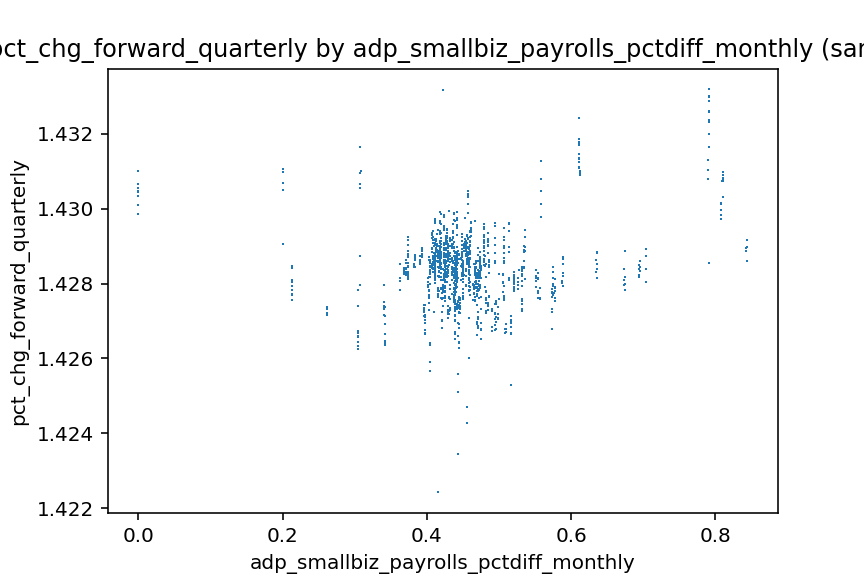 pct_chg_forward_quarterly by adp_smallbiz_payrolls_pctdiff_monthly
pct_chg_forward_quarterly
1.432
1.430
1.428
1.426
1.424
1.422
0.0 0.2 0.4 0.6 0.8
adp_smallbiz_payrolls_pctdiff_monthly